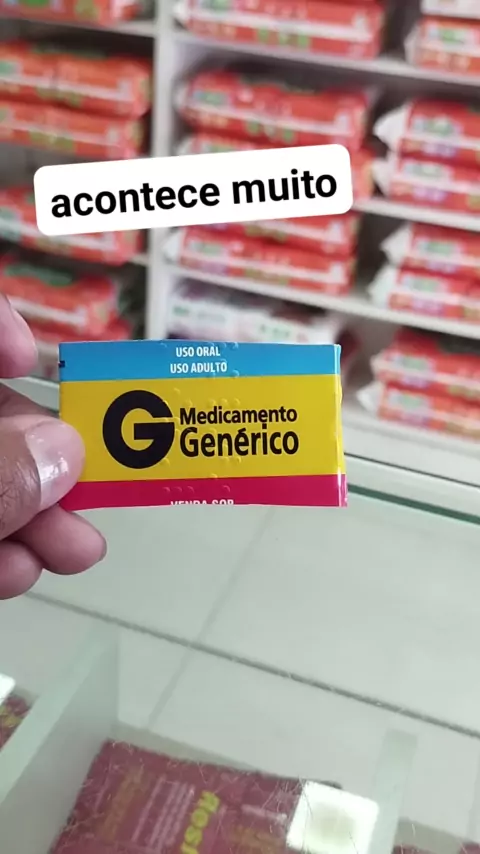 acontece muito
USO ORAL
USO ADULTO
G Medicamento
Genérico
VENDA SOB